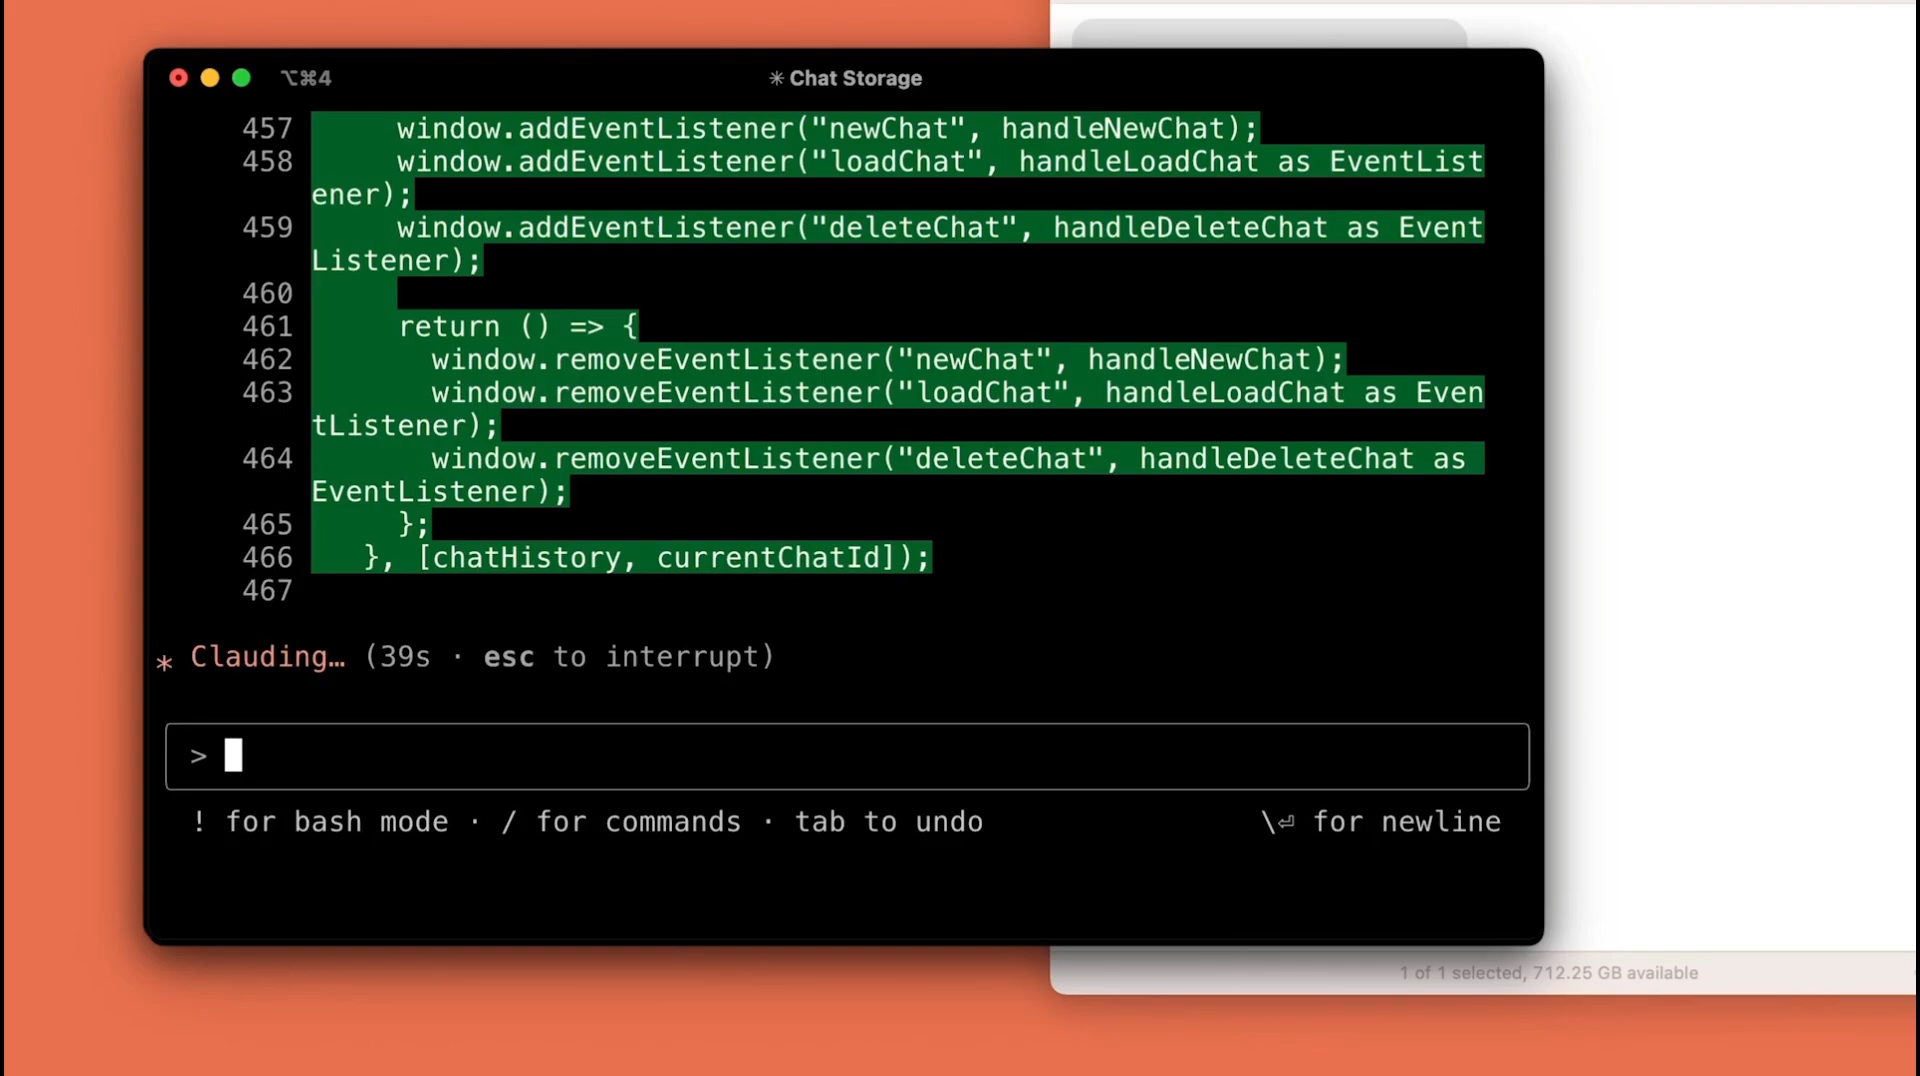 ⌥⌘4
✳ Chat Storage
457 window.addEventListener("newChat", handleNewChat);
458 window.addEventListener("loadChat", handleLoadChat as EventList
ener);
459 window.addEventListener("deleteChat", handleDeleteChat as Event
Listener);
460
461 return () => {
462 window.removeEventListener("newChat", handleNewChat);
463 window.removeEventListener("loadChat", handleLoadChat as Even
tListener);
464 window.removeEventListener("deleteChat", handleDeleteChat as
EventListener);
465 };
466 }, [chatHistory, currentChatId]);
467
* Clauding… (39s · esc to interrupt)
>
! for bash mode · / for commands · tab to undo
\⏎ for newline
1 of 1 selected, 712.25 GB available